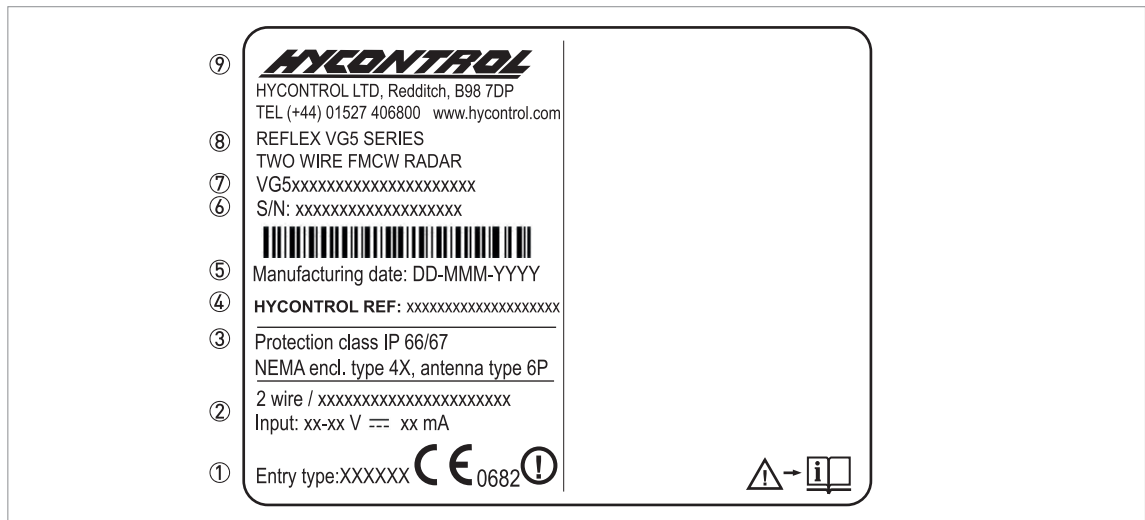 ⑨ HYCONTROL
HYCONTROL LTD, Redditch, B98 7DP
TEL (+44) 01527 406800 www.hycontrol.com
⑧ REFLEX VG5 SERIES
TWO WIRE FMCW RADAR
⑦ VG5xxxxxxxxxxxxxxxxxxxxx
⑥ S/N: xxxxxxxxxxxxxxxxxxx
⑤ Manufacturing date: DD-MMM-YYYY
④ HYCONTROL REF: xxxxxxxxxxxxxxxxxxxx
③ Protection class IP 66/67
NEMA encl. type 4X, antenna type 6P
② 2 wire / xxxxxxxxxxxxxxxxxxxxxx
Input: xx-xx V ⎓ xx mA
① Entry type:XXXXXX CE 0682 !
! → i